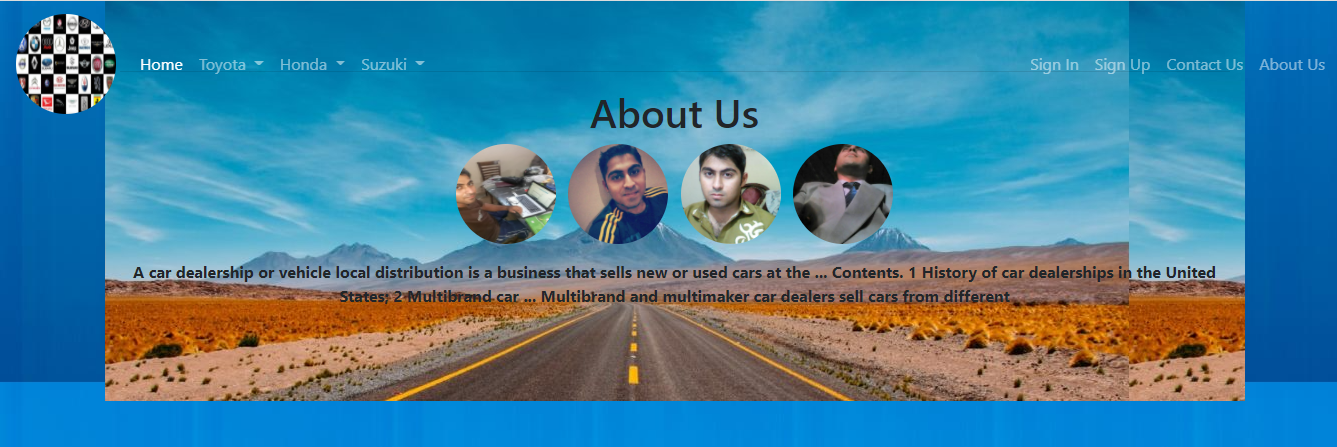 Home Toyota Honda Suzuki Sign In Sign Up Contact Us About Us
About Us
A car dealership or vehicle local distribution is a business that sells new or used cars at the ... Contents. 1 History of car dealerships in the United
States; 2 Multibrand car ... Multibrand and multimaker car dealers sell cars from different